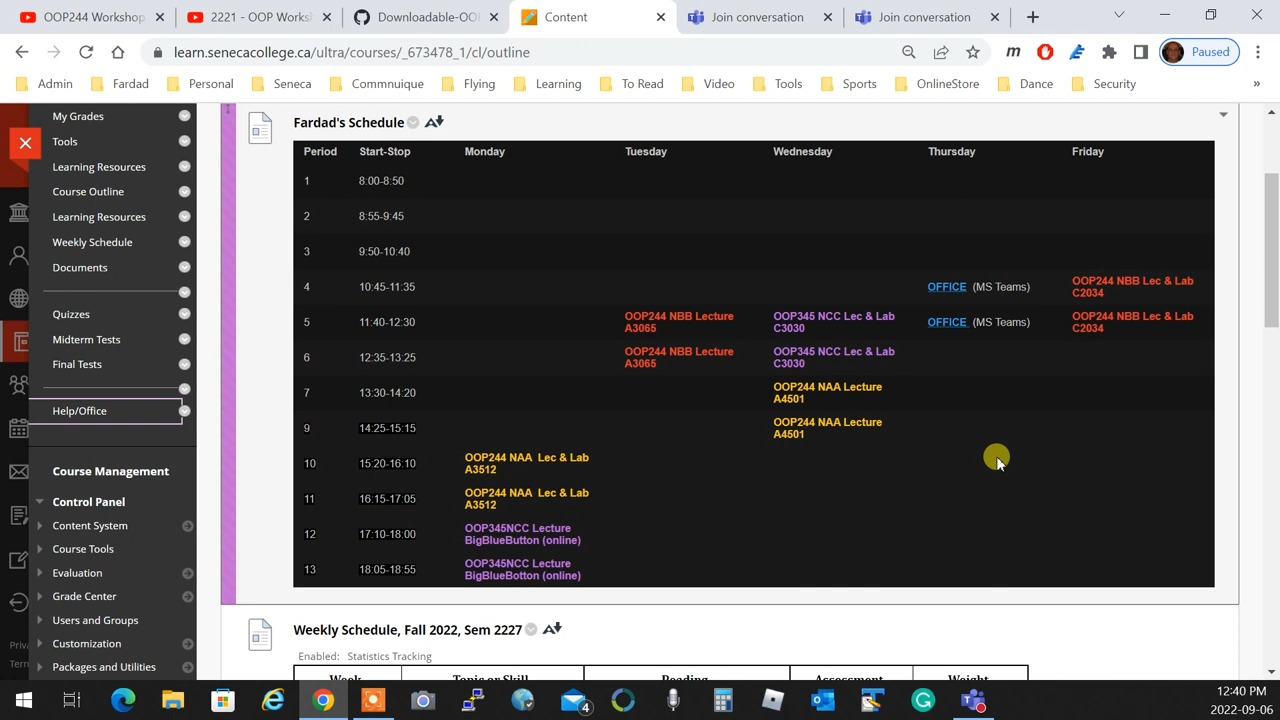 OOP244 Workshop
2221 - OOP Works
Downloadable-OOP
Content
Join conversation
Join conversation
learn.senecacollege.ca/ultra/courses/_673478_1/cl/outline
Paused
Admin
Fardad
Personal
Seneca
Commnuique
Flying
Learning
To Read
Video
Tools
Sports
OnlineStore
Dance
Security
»
My Grades
Tools
Learning Resources
Course Outline
Learning Resources
Weekly Schedule
Documents
Quizzes
Midterm Tests
Final Tests
Help/Office
Course Management
Control Panel
Content System
Course Tools
Evaluation
Grade Center
Users and Groups
Customization
Packages and Utilities
Fardad's Schedule
Period Start-Stop Monday Tuesday Wednesday Thursday Friday
1 8:00-8:50
2 8:55-9:45
3 9:50-10:40
4 10:45-11:35 OFFICE (MS Teams) OOP244 NBB Lec & Lab
C2034
5 11:40-12:30 OOP244 NBB Lecture OOP345 NCC Lec & Lab OFFICE (MS Teams) OOP244 NBB Lec & Lab
A3065 C3030 C2034
6 12:35-13:25 OOP244 NBB Lecture OOP345 NCC Lec & Lab
A3065 C3030
7 13:30-14:20 OOP244 NAA Lecture
A4501
9 14:25-15:15 OOP244 NAA Lecture
A4501
10 15:20-16:10 OOP244 NAA Lec & Lab
A3512
11 16:15-17:05 OOP244 NAA Lec & Lab
A3512
12 17:10-18:00 OOP345NCC Lecture
BigBlueButton (online)
13 18:05-18:55 OOP345NCC Lecture
BigBlueBotton (online)
Weekly Schedule, Fall 2022, Sem 2227
Enabled: Statistics Tracking
Week Topic or Skill Reading Assessment Weight
4
12:40 PM
2022-09-06